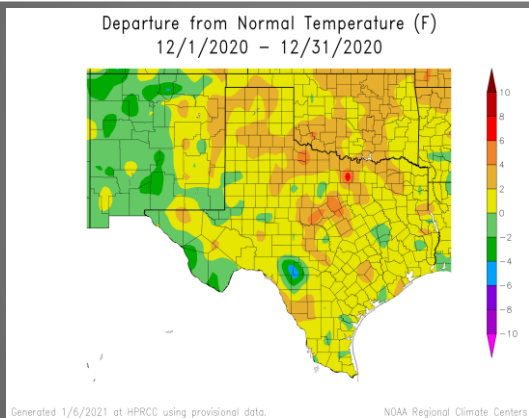 Departure from Normal Temperature (F)
12/1/2020 – 12/31/2020
10
8
6
4
2
0
-2
-4
-6
-8
-10
Generated 1/6/2021 at HPRCC using provisional data.
NOAA Regional Climate Centers